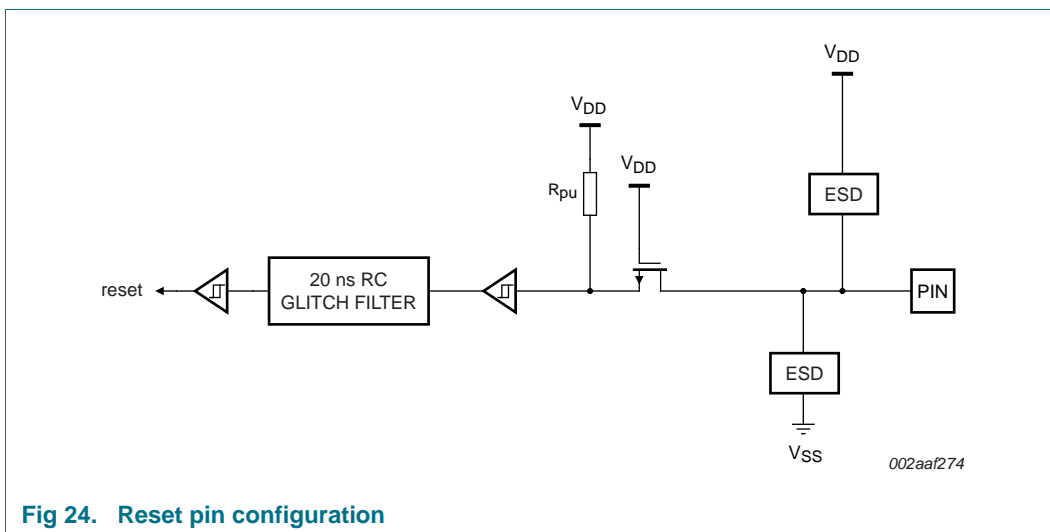 VDD
VDD
VDD
Rpu
ESD
reset
20 ns RC
GLITCH FILTER
PIN
ESD
VSS
002aaf274
Fig 24. Reset pin configuration